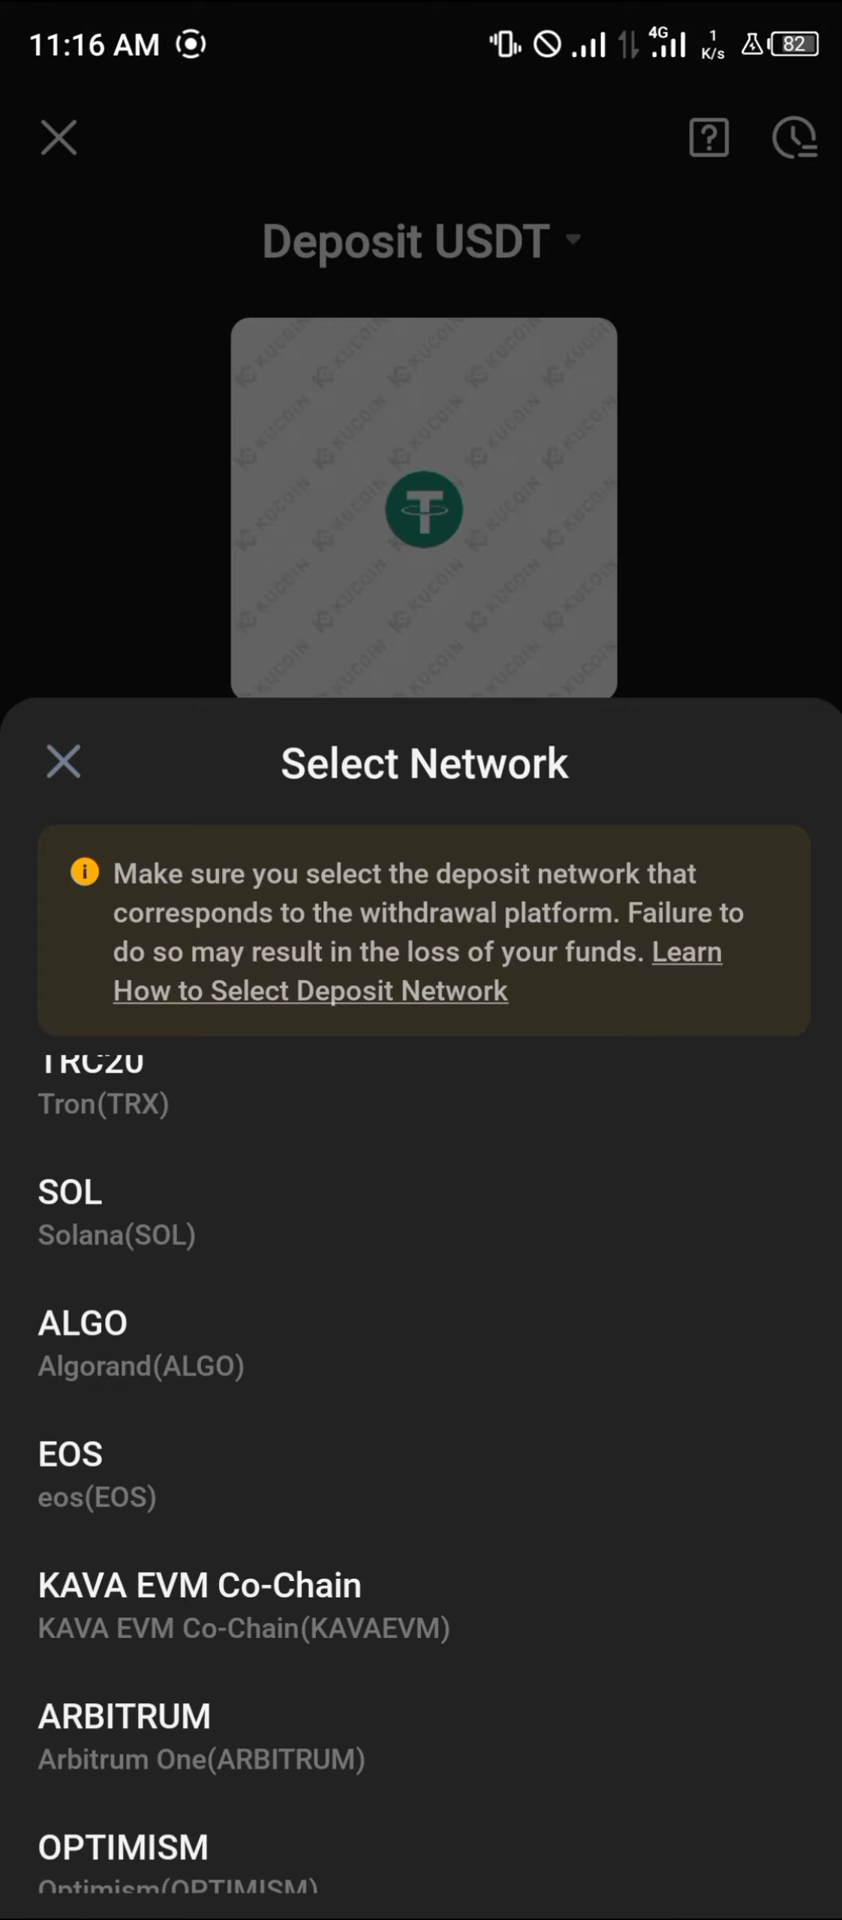 11:16 AM
4G
1
K/s
82
Deposit USDT
KUCOIN
Select Network
Make sure you select the deposit network that
corresponds to the withdrawal platform. Failure to
do so may result in the loss of your funds. Learn
How to Select Deposit Network
TRC20
Tron(TRX)
SOL
Solana(SOL)
ALGO
Algorand(ALGO)
EOS
eos(EOS)
KAVA EVM Co-Chain
KAVA EVM Co-Chain(KAVAEVM)
ARBITRUM
Arbitrum One(ARBITRUM)
OPTIMISM
Optimism(OPTIMISM)